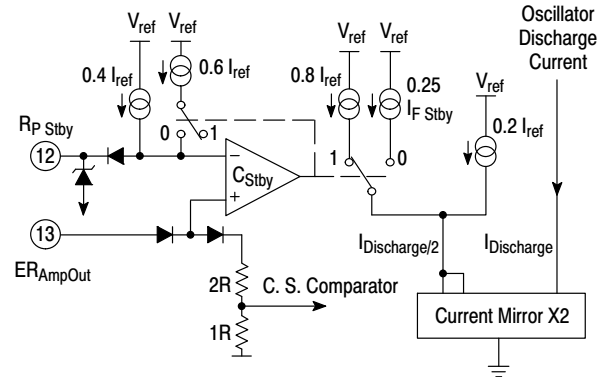 Oscillator
Discharge
Current
Vref
Vref
0.4 Iref
0.6 Iref
Vref
Vref
0.8 Iref
0.25
IF Stby
Vref
0.2 Iref
RP Stby
12
0
1
CStby
−
+
1
0
13
ERAmpOut
2R
1R
C. S. Comparator
IDischarge/2
IDischarge
Current Mirror X2